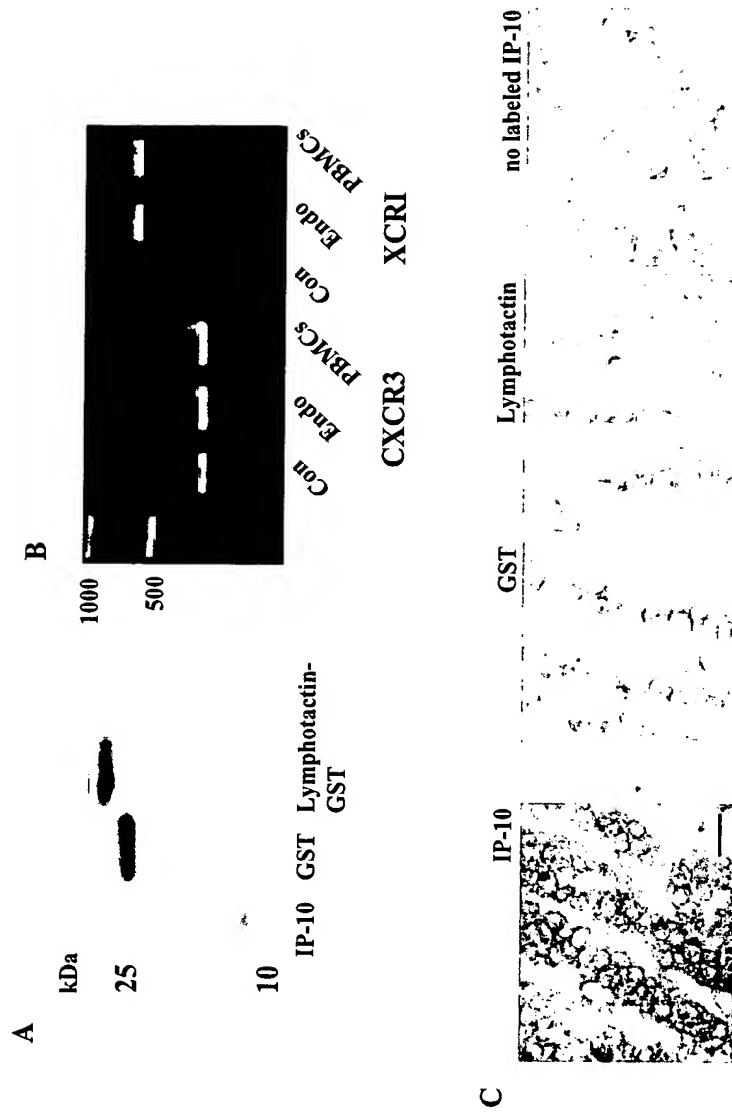 A
kDa
25
10
IP-10 GST Lymphotactin-
GST
B
1000
500
Con Endo PBMCs Con Endo PBMCs
CXCR3 XCRI
C
IP-10 GST Lymphotactin no labeled IP-10